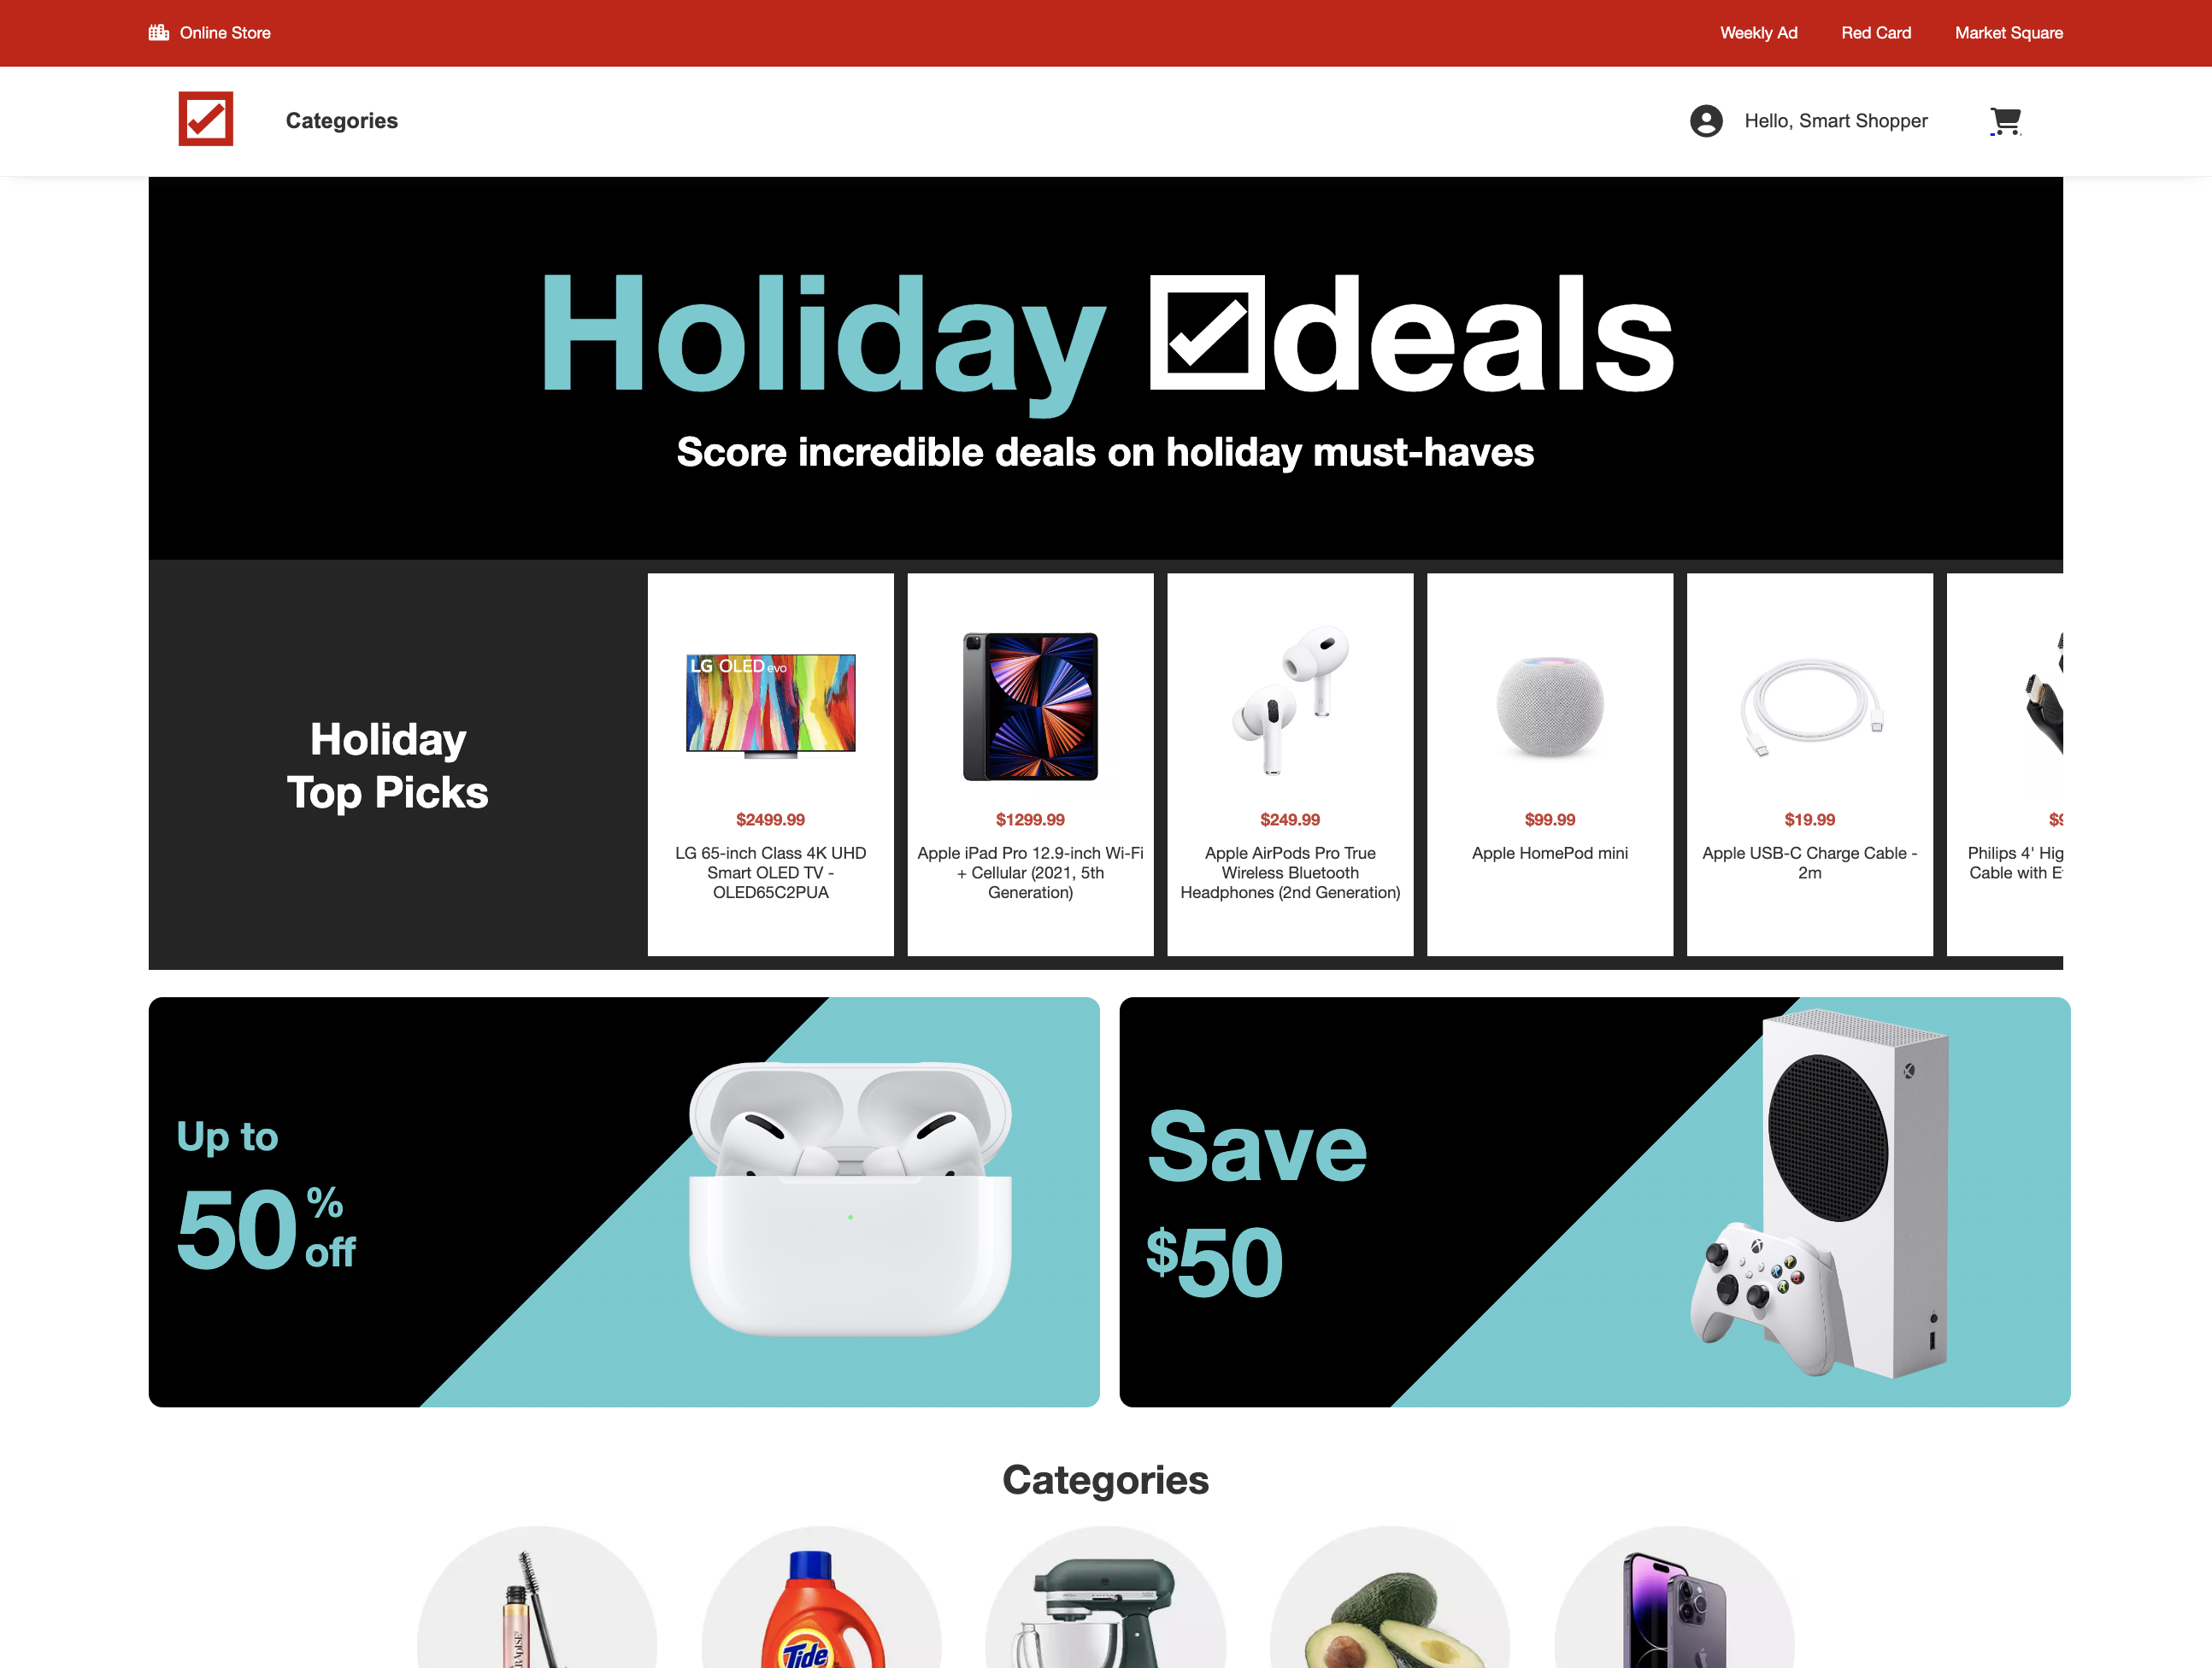 Online Store
Weekly Ad
Red Card
Market Square
Categories
Hello, Smart Shopper
Holiday deals
Score incredible deals on holiday must-haves
Holiday
Top Picks
LG OLED evo
$2499.99
LG 65-inch Class 4K UHD
Smart OLED TV -
OLED65C2PUA
$1299.99
Apple iPad Pro 12.9-inch Wi-Fi
+ Cellular (2021, 5th
Generation)
$249.99
Apple AirPods Pro True
Wireless Bluetooth
Headphones (2nd Generation)
$99.99
Apple HomePod mini
$19.99
Apple USB-C Charge Cable -
2m
Philips 4' Hig
Cable with E
Up to
50% off
Save
$50
Categories
Tide